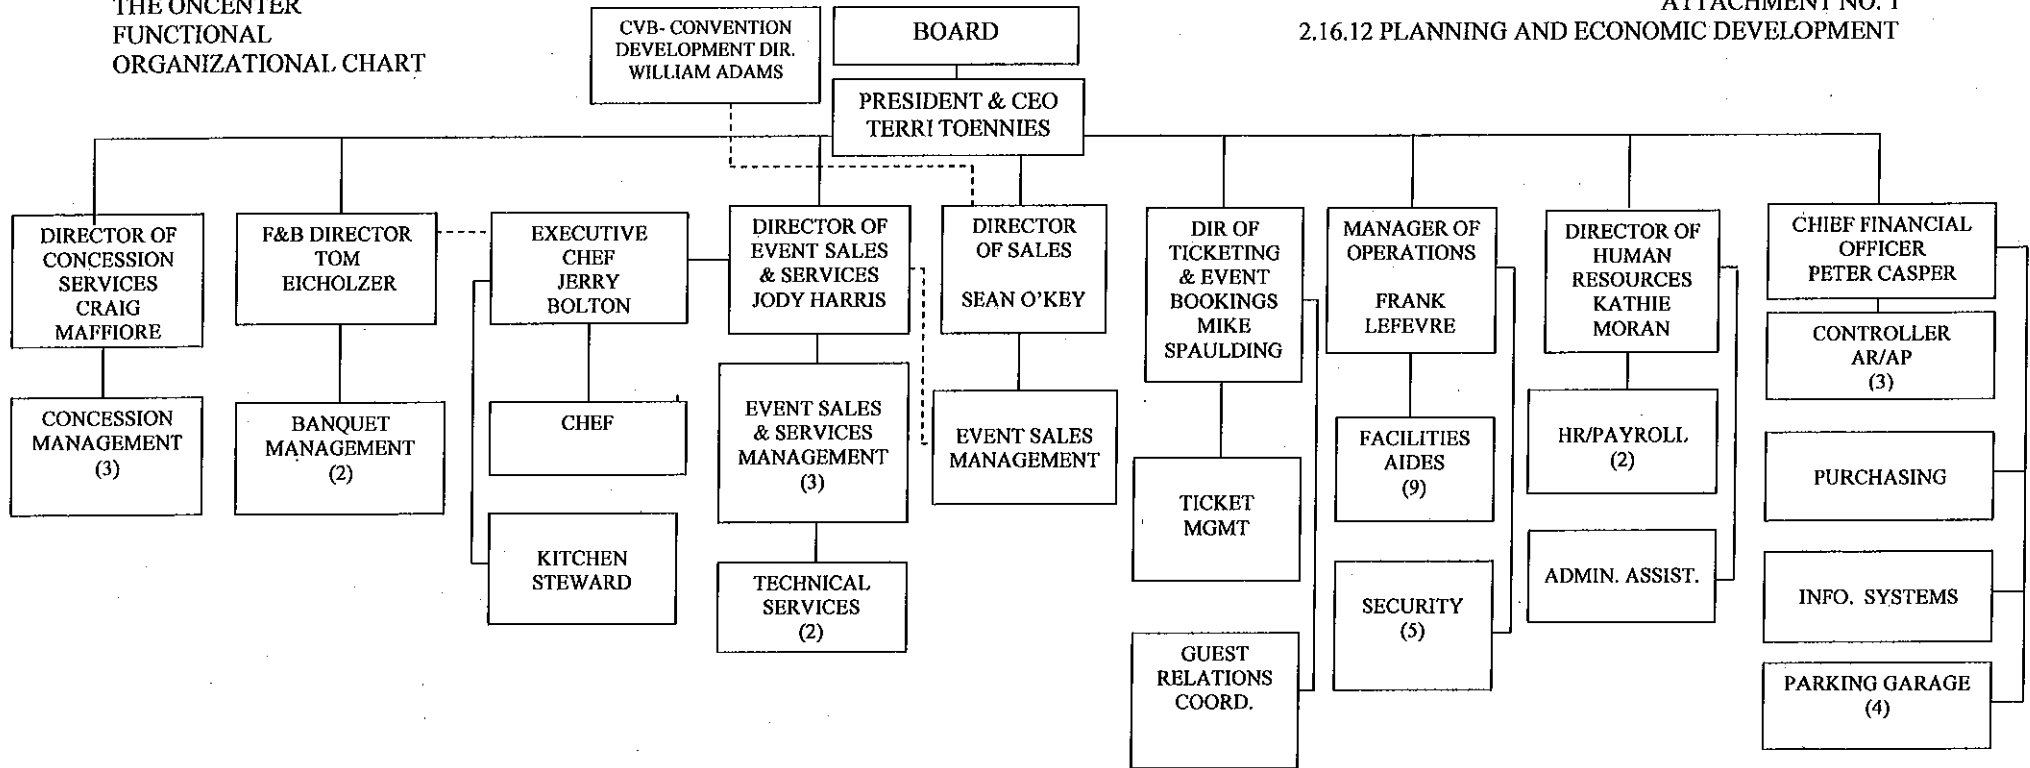 THE ONCENTER
FUNCTIONAL
ORGANIZATIONAL CHART
ATTACHMENT NO. 1
2.16.12 PLANNING AND ECONOMIC DEVELOPMENT
CVB- CONVENTION
DEVELOPMENT DIR.
WILLIAM ADAMS
BOARD
PRESIDENT & CEO
TERRI TOENNIES
DIRECTOR OF
CONCESSION
SERVICES
CRAIG
MAFFIORE
F&B DIRECTOR
TOM
EICHOLZER
EXECUTIVE
CHEF
JERRY
BOLTON
DIRECTOR OF
EVENT SALES
& SERVICES
JODY HARRIS
DIRECTOR
OF SALES
SEAN O'KEY
DIR OF
TICKETING
& EVENT
BOOKINGS
MIKE
SPAULDING
MANAGER OF
OPERATIONS
FRANK
LEFEVRE
DIRECTOR OF
HUMAN
RESOURCES
KATHIE
MORAN
CHIEF FINANCIAL
OFFICER
PETER CASPER
CONTROLLER
AR/AP
(3)
CONCESSION
MANAGEMENT
(3)
BANQUET
MANAGEMENT
(2)
CHEF
EVENT SALES
& SERVICES
MANAGEMENT
(3)
EVENT SALES
MANAGEMENT
TICKET
MGMT
FACILITIES
AIDES
(9)
HR/PAYROLL
(2)
PURCHASING
KITCHEN
STEWARD
TECHNICAL
SERVICES
(2)
GUEST
RELATIONS
COORD.
SECURITY
(5)
ADMIN. ASSIST.
INFO. SYSTEMS
PARKING GARAGE
(4)